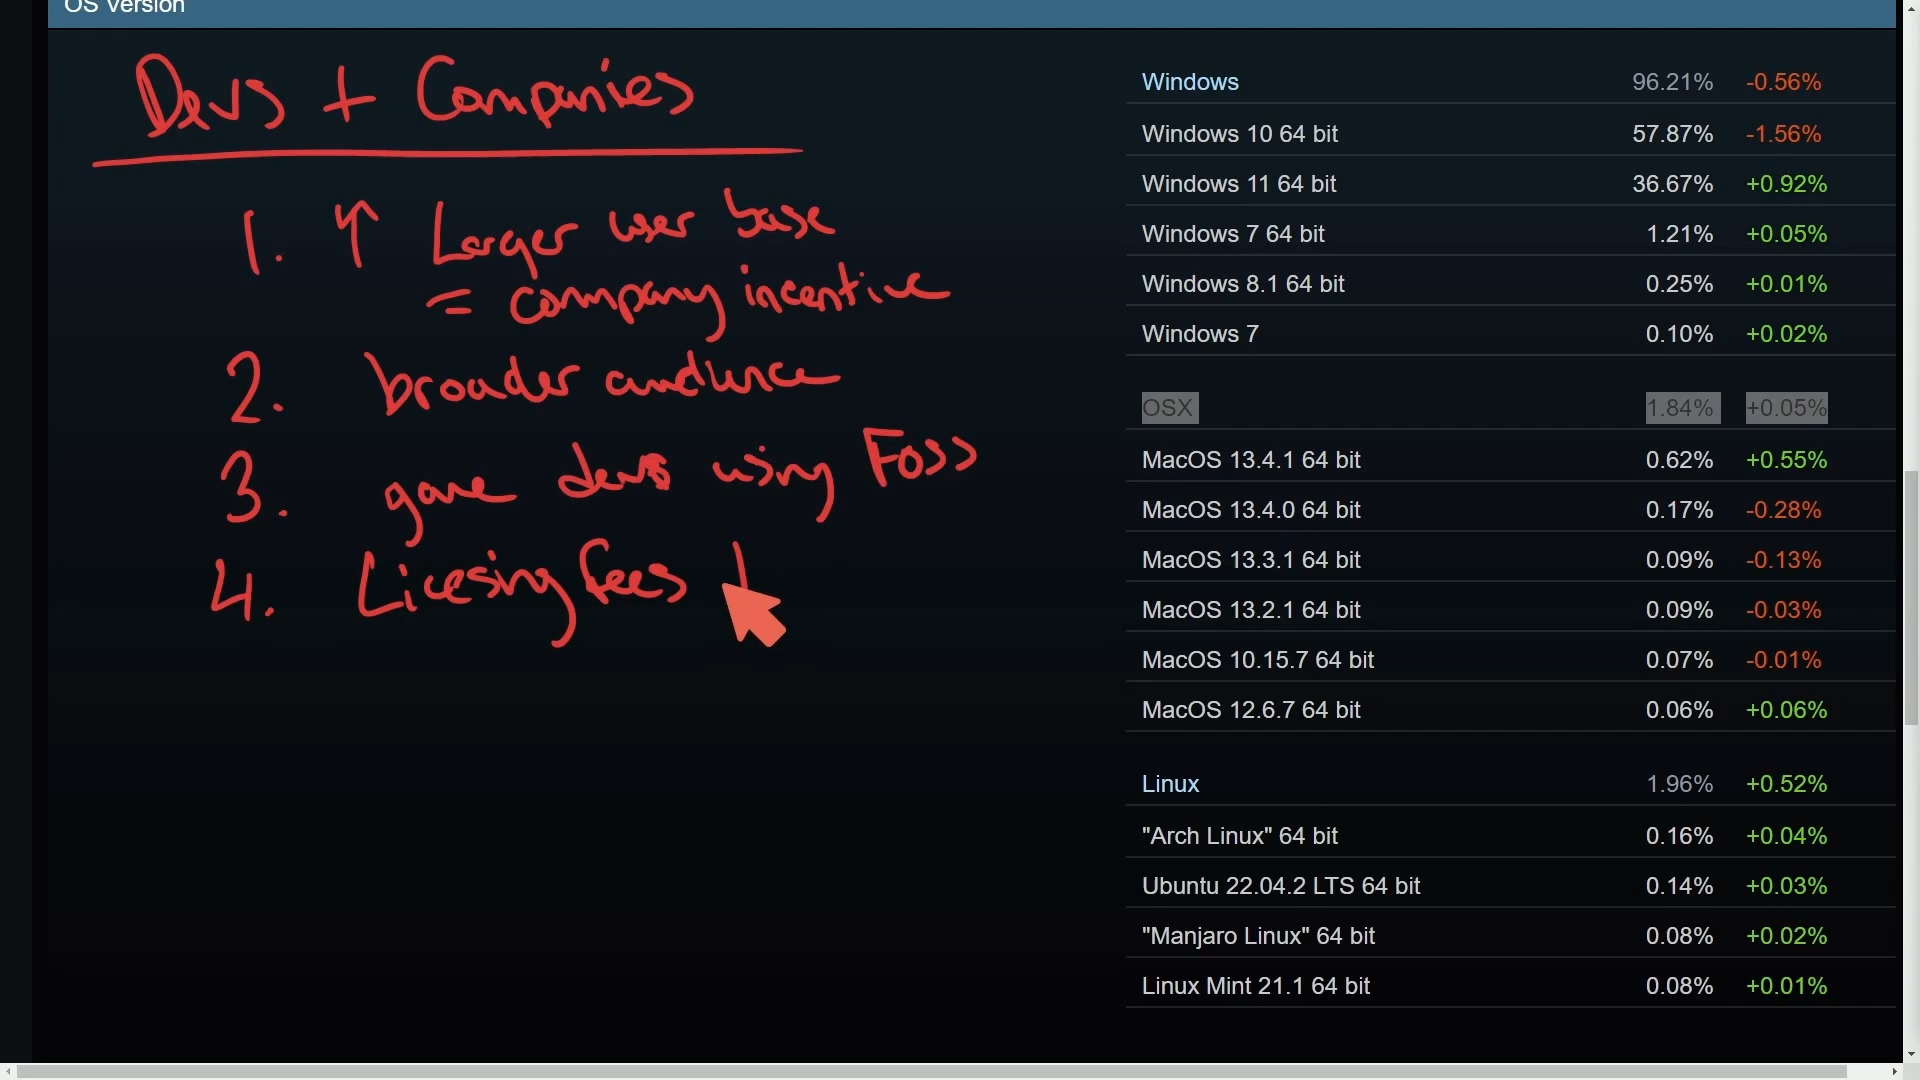 OS Version
Devs + Companies
1. ↑ Larger user base
= company incentive
2. broader audience
3. game devs using Foss
4. Licesing fees
Windows 96.21% -0.56%
Windows 10 64 bit 57.87% -1.56%
Windows 11 64 bit 36.67% +0.92%
Windows 7 64 bit 1.21% +0.05%
Windows 8.1 64 bit 0.25% +0.01%
Windows 7 0.10% +0.02%
OSX 1.84% +0.05%
MacOS 13.4.1 64 bit 0.62% +0.55%
MacOS 13.4.0 64 bit 0.17% -0.28%
MacOS 13.3.1 64 bit 0.09% -0.13%
MacOS 13.2.1 64 bit 0.09% -0.03%
MacOS 10.15.7 64 bit 0.07% -0.01%
MacOS 12.6.7 64 bit 0.06% +0.06%
Linux 1.96% +0.52%
"Arch Linux" 64 bit 0.16% +0.04%
Ubuntu 22.04.2 LTS 64 bit 0.14% +0.03%
"Manjaro Linux" 64 bit 0.08% +0.02%
Linux Mint 21.1 64 bit 0.08% +0.01%